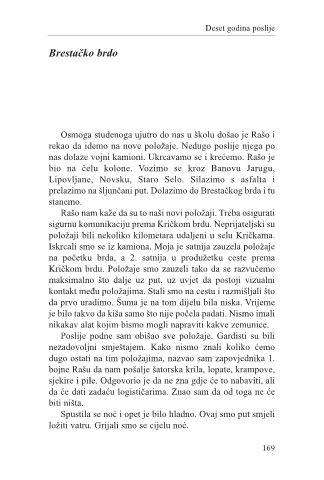 Deset godina poslije
Brestačko brdo
Osmoga studenoga ujutro do nas u školu došao je Rašo i
rekao da idemo na nove položaje. Nedugo poslije njega po
nas dolaze vojni kamioni. Ukrcavamo se i krećemo. Rašo je
bio na čelu kolone. Vozimo se kroz Banovu Jarugu,
Lipovljane, Novsku, Staro Selo. Silazimo s asfalta i
prelazimo na šljunčani put. Dolazimo do Brestačkog brda i tu
stanemo.
Rašo nam kaže da su to naši novi položaji. Treba osigurati
sigurnu komunikaciju prema Kričkom brdu. Neprijateljski su
položaji bili nekoliko kilometara udaljeni u selu Kričkama.
Iskrcali smo se iz kamiona. Moja je satnija zauzela položaje
na početku brda, a 2. satnija u produžetku ceste prema
Kričkom brdu. Položaje smo zauzeli tako da se razvučemo
maksimalno što dalje uz put, uz uvjet da postoji vizualni
kontakt među položajima. Stali smo na cestu i razmišljali što
da prvo uradimo. Šuma je na tom dijelu bila niska. Vrijeme
je bilo takvo da kiša samo što nije počela padati. Nismo imali
nikakav alat kojim bismo mogli napraviti kakve zemunice.
Poslije podne sam obišao sve položaje. Gardisti su bili
nezadovoljni smještajem. Kako nismo znali koliko ćemo
dugo ostati na tim položajima, nazvao sam zapovjednika 1.
bojne Rašu da nam pošalje šatorska krila, lopate, krampove,
sjekire i pile. Odgovorio je da ne zna gdje će to nabaviti, ali
da će dati zadaću logističarima. Znao sam da od toga ne će
biti ništa.
Spustila se noć i opet je bilo hladno. Ovaj smo put smjeli
ložiti vatru. Grijali smo se cijelu noć.
169